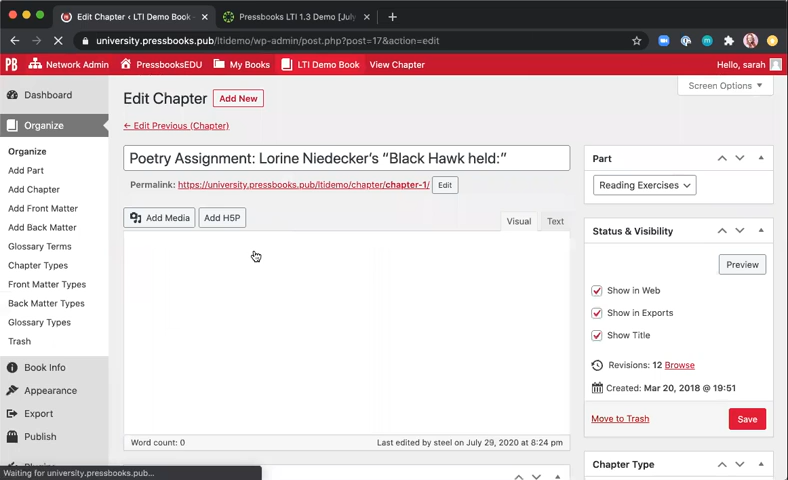 Edit Chapter ‹ LTI Demo Book
Pressbooks LTI 1.3 Demo [July
university.pressbooks.pub/ltidemo/wp-admin/post.php?post=17&action=edit
Network Admin
PressbooksEDU
My Books
LTI Demo Book
View Chapter
Hello, sarah
Screen Options
Dashboard
Organize
Organize
Add Part
Add Chapter
Add Front Matter
Add Back Matter
Glossary Terms
Chapter Types
Front Matter Types
Back Matter Types
Glossary Types
Trash
Book Info
Appearance
Export
Publish
Edit Chapter
Add New
← Edit Previous (Chapter)
Poetry Assignment: Lorine Niedecker’s “Black Hawk held:”
Permalink: https://university.pressbooks.pub/ltidemo/chapter/chapter-1/ Edit
Add Media
Add H5P
Visual
Text
Word count: 0
Last edited by steel on July 29, 2020 at 8:24 pm
Part
Reading Exercises
Status & Visibility
Preview
Show in Web
Show in Exports
Show Title
Revisions: 12 Browse
Created: Mar 20, 2018 @ 19:51
Move to Trash
Save
Chapter Type
Waiting for university.pressbooks.pub...